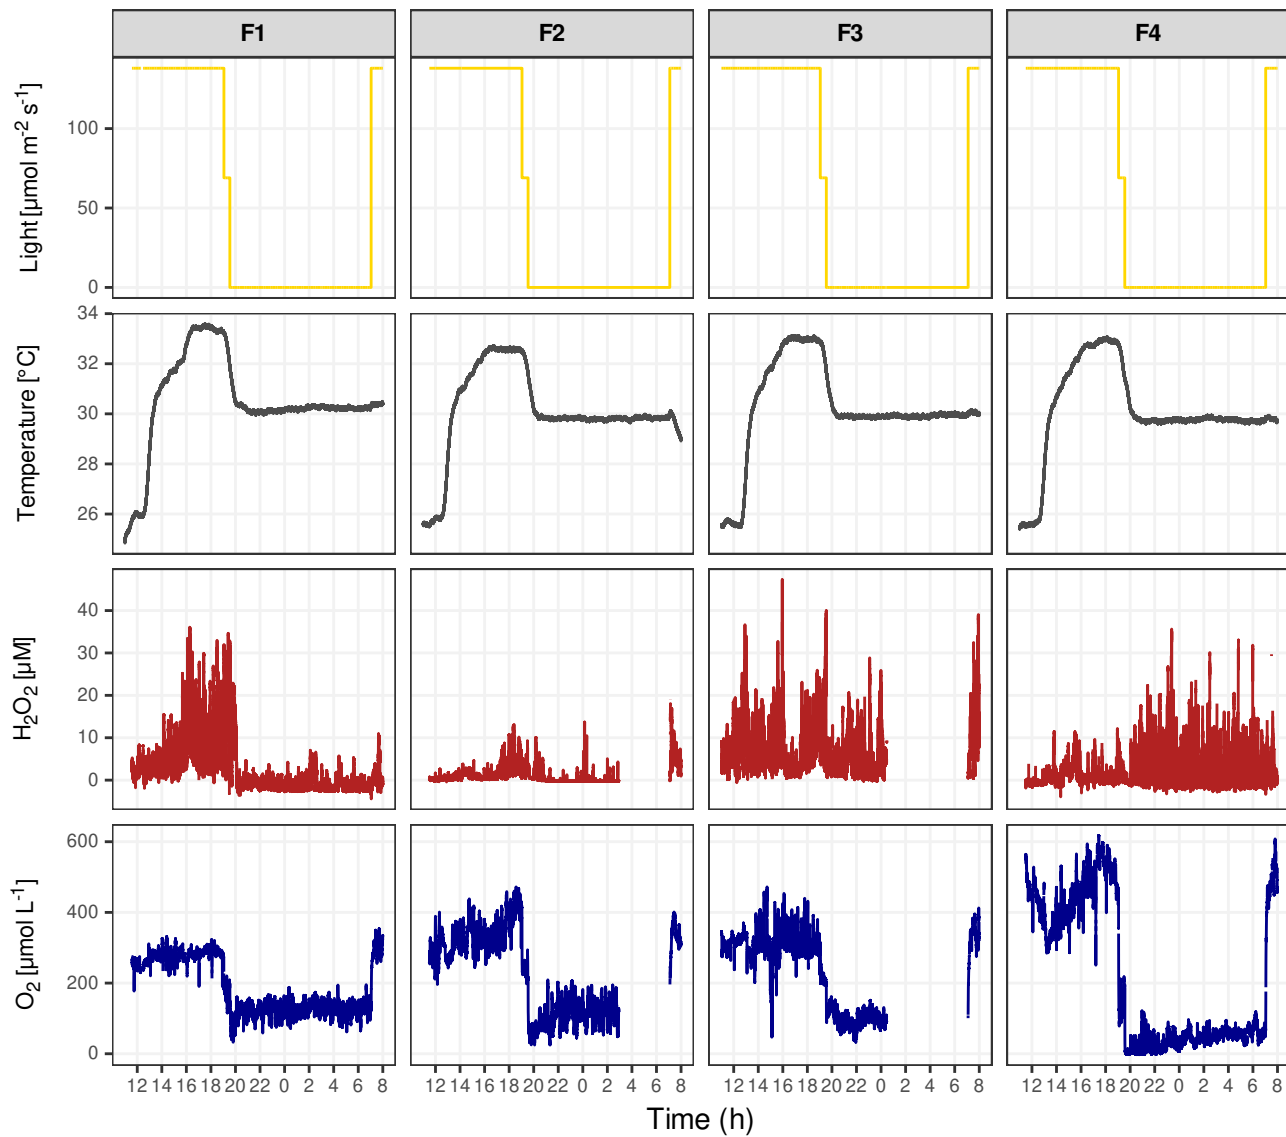 F1 F2 F3 F4
Light [µmol m⁻² s⁻¹]
100
50
0
Temperature [°C]
34
32
30
28
26
H₂O₂ [µM]
40
30
20
10
0
O₂ [µmol L⁻¹]
600
400
200
0
12 14 16 18 20 22 0 2 4 6 8 12 14 16 18 20 22 0 2 4 6 8 12 14 16 18 20 22 0 2 4 6 8 12 14 16 18 20 22 0 2 4 6 8
Time (h)